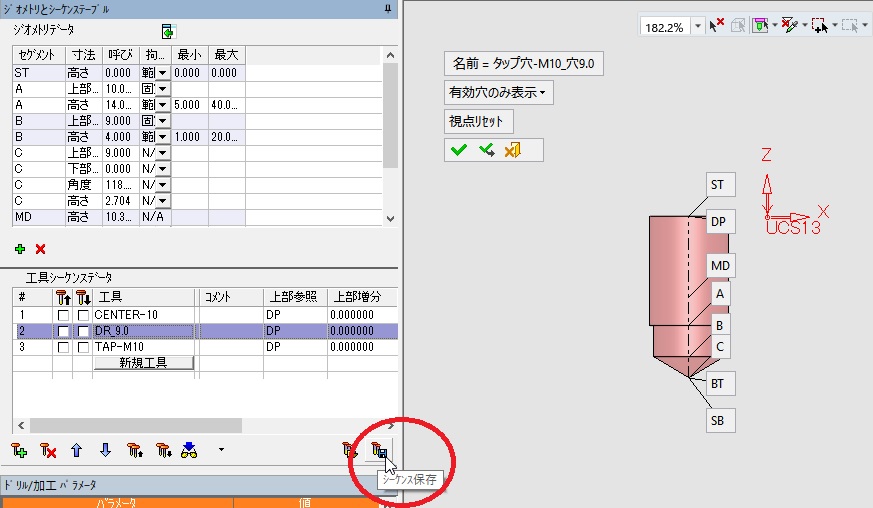 ジオメトリとシーケンステーブル
ジオメトリデータ
セグメント 寸法 呼び 拘... 最小 最大
ST 高さ 0.000 範 0.000 0.000
A 上部... 10.0... 固
A 高さ 14.0... 範 5.000 40.0...
B 上部... 9.000 固
B 高さ 4.000 範 1.000 20.0...
C 上部... 9.000 N/
C 下部... 0.000 N/
C 角度 118.... N/
C 高さ 2.704 N/
MD 高さ 10.3... N/A
工具シーケンスデータ
# 工具 コメント 上部参照 上部増分
1 CENTER-10 DP 0.000000
2 DR_9.0 DP 0.000000
3 TAP-M10 DP 0.000000
新規工具
シーケンス保存
ドリル/加工 パラメータ
パラメータ 値
182.2%
名前 = タップ穴-M10_穴9.0
有効穴のみ表示
視点リセット
Z
X
UCS13
ST
DP
MD
A
B
C
BT
SB